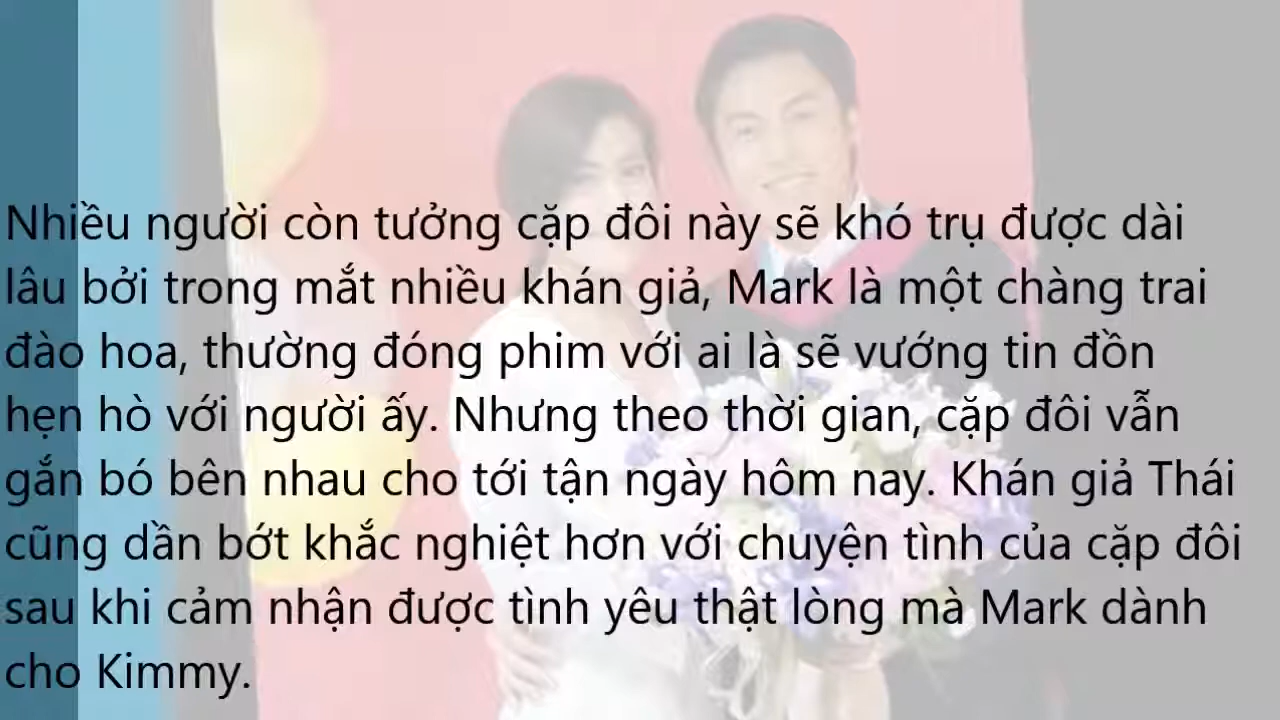 Nhiều người còn tưởng cặp đôi này sẽ khó trụ được dài
lâu bởi trong mắt nhiều khán giả, Mark là một chàng trai
đào hoa, thường đóng phim với ai là sẽ vướng tin đồn
hẹn hò với người ấy. Nhưng theo thời gian, cặp đôi vẫn
gắn bó bên nhau cho tới tận ngày hôm nay. Khán giả Thái
cũng dần bớt khắc nghiệt hơn với chuyện tình của cặp đôi
sau khi cảm nhận được tình yêu thật lòng mà Mark dành
cho Kimmy.